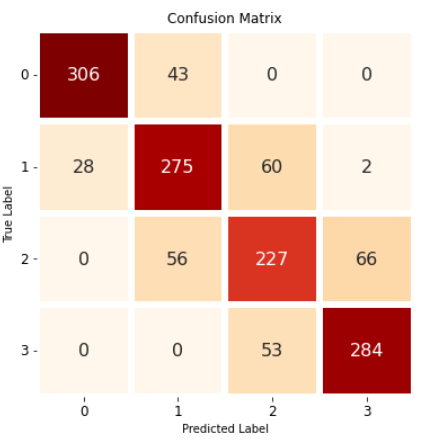 Confusion Matrix
0 306 43 0 0
1 28 275 60 2
2 0 56 227 66
3 0 0 53 284
0 1 2 3
True Label
Predicted Label